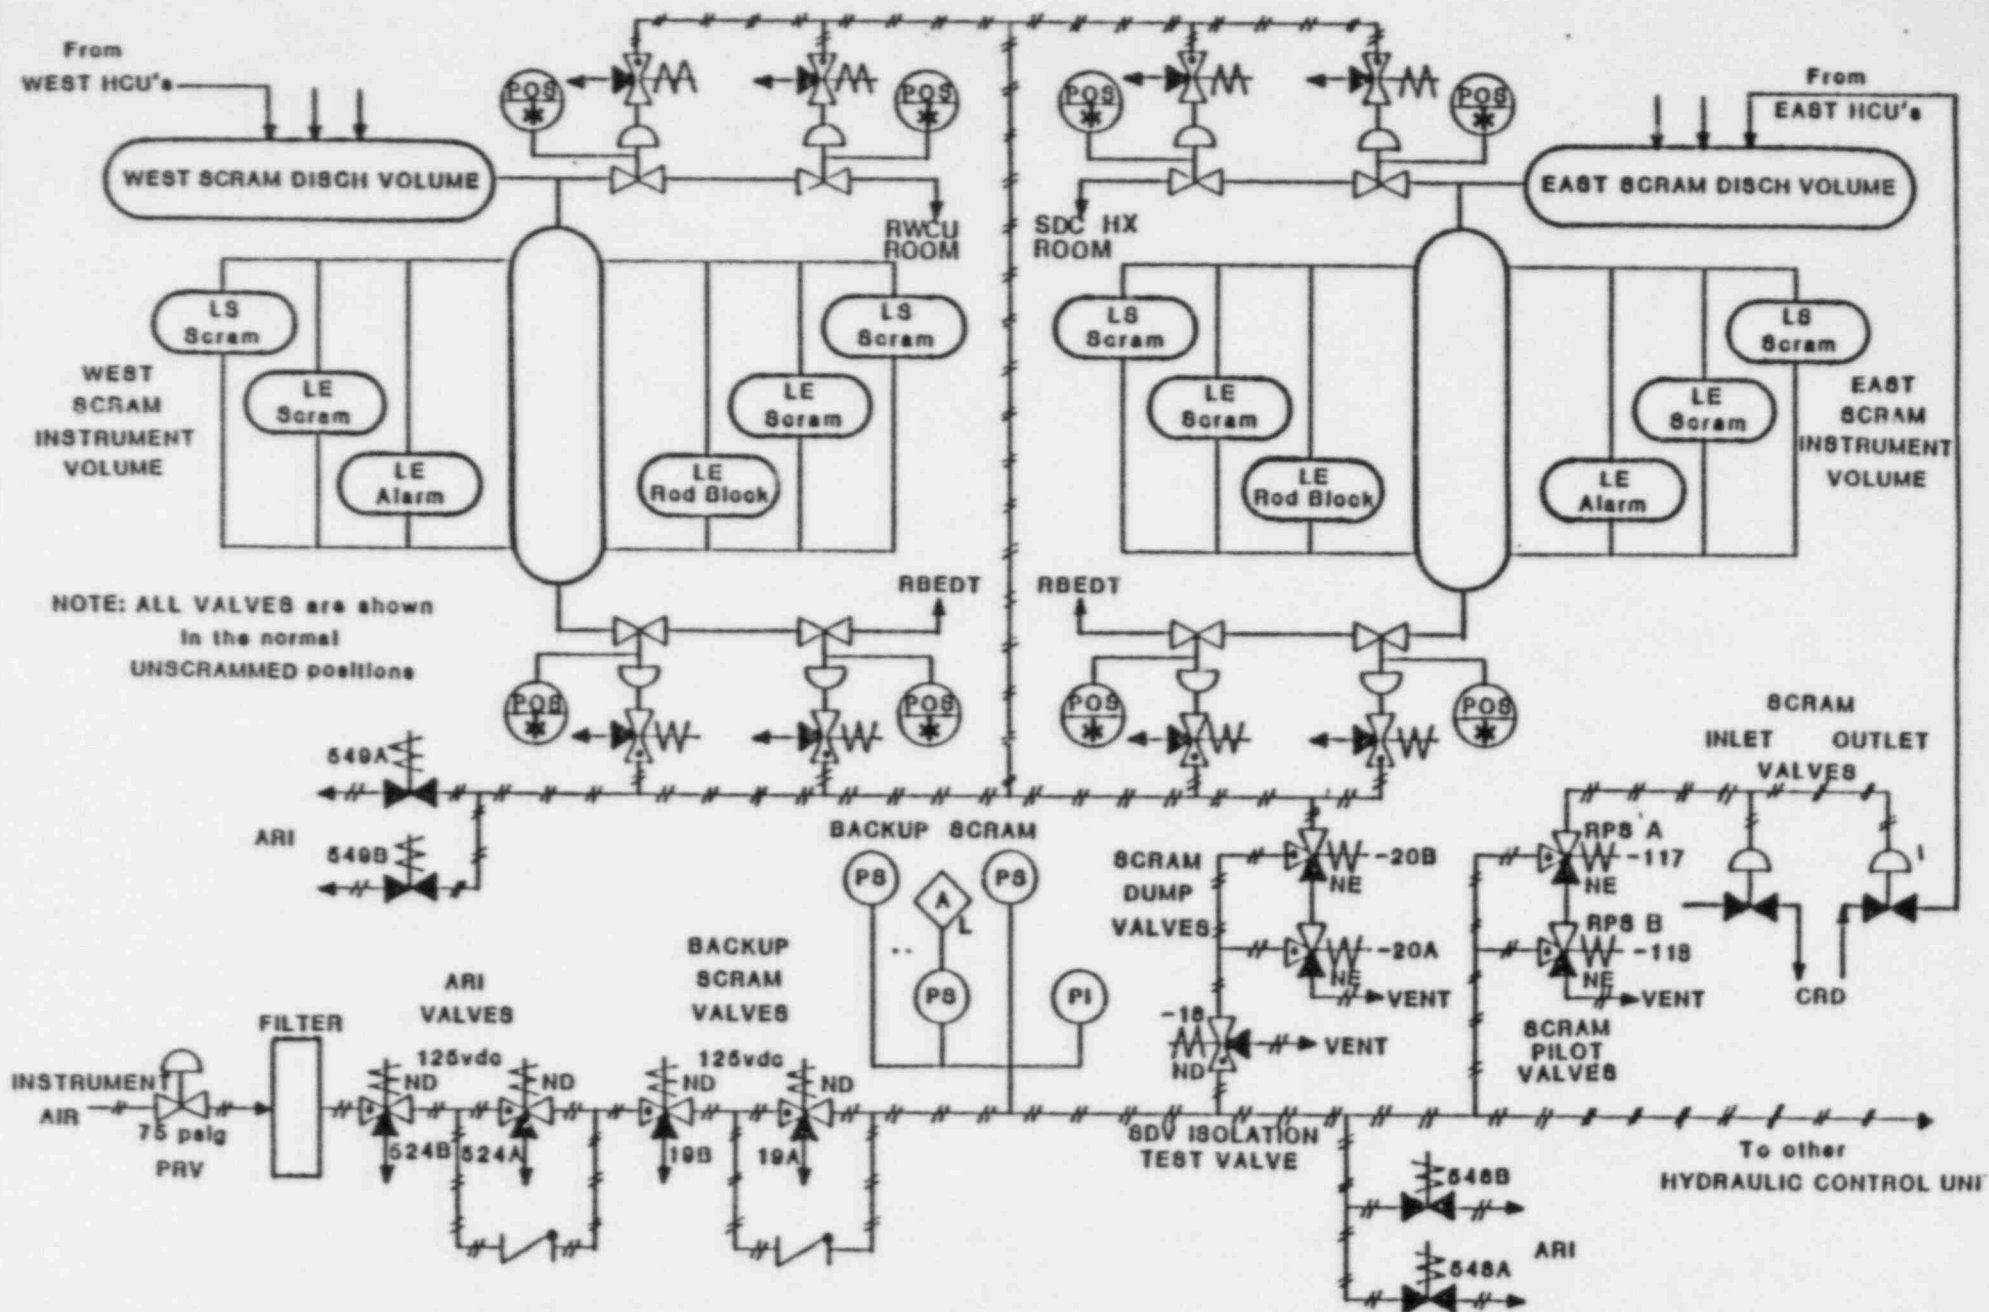 From
WEST HCU's
POS
POS
POS
POS
From
EAST HCU's
WEST SCRAM DISCH VOLUME
EAST SCRAM DISCH VOLUME
RWCU
ROOM
SDC HX
ROOM
LS
Scram
LE
Scram
LE
Alarm
LE
Rod Block
LE
Scram
LS
Scram
LS
Scram
LE
Scram
LE
Rod Block
LE
Alarm
LE
Scram
LS
Scram
WEST
SCRAM
INSTRUMENT
VOLUME
EAST
SCRAM
INSTRUMENT
VOLUME
NOTE: ALL VALVES are shown
in the normal
UNSCRAMMED positions
RBEDT
RBEDT
POS
POS
POS
POS
549A
ARI
549B
SCRAM
INLET OUTLET
VALVES
BACKUP SCRAM
PS
A
L
PS
PS
PI
SCRAM
DUMP
VALVES
-20B
NE
-20A
NE
VENT
RPS A
-117
NE
RPS B
-118
NE
VENT
CRD
SCRAM
PILOT
VALVES
-18
ND
VENT
BACKUP
SCRAM
VALVES
125vdc
ARI
VALVES
125vdc
FILTER
INSTRUMENT
AIR
75 psig
PRV
ND
ND
ND
ND
524B
524A
19B
19A
SDV ISOLATION
TEST VALVE
To other
HYDRAULIC CONTROL UNI
548B
ARI
548A